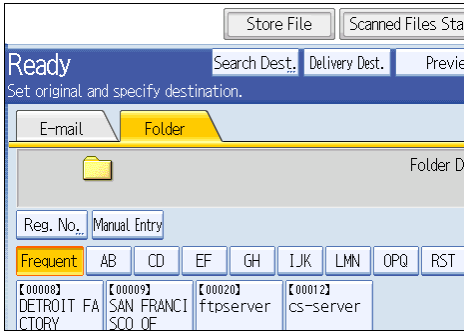 Store File
Scanned Files Sta
Ready
Search Dest.
Delivery Dest.
Previe
Set original and specify destination.
E-mail
Folder
Folder D
Reg. No.
Manual Entry
Frequent AB CD EF GH IJK LMN OPQ RST
【00008】 【00009】 【00020】 【00012】
DETROIT FA SAN FRANCI ftpserver cs-server
CTORY SCO OF